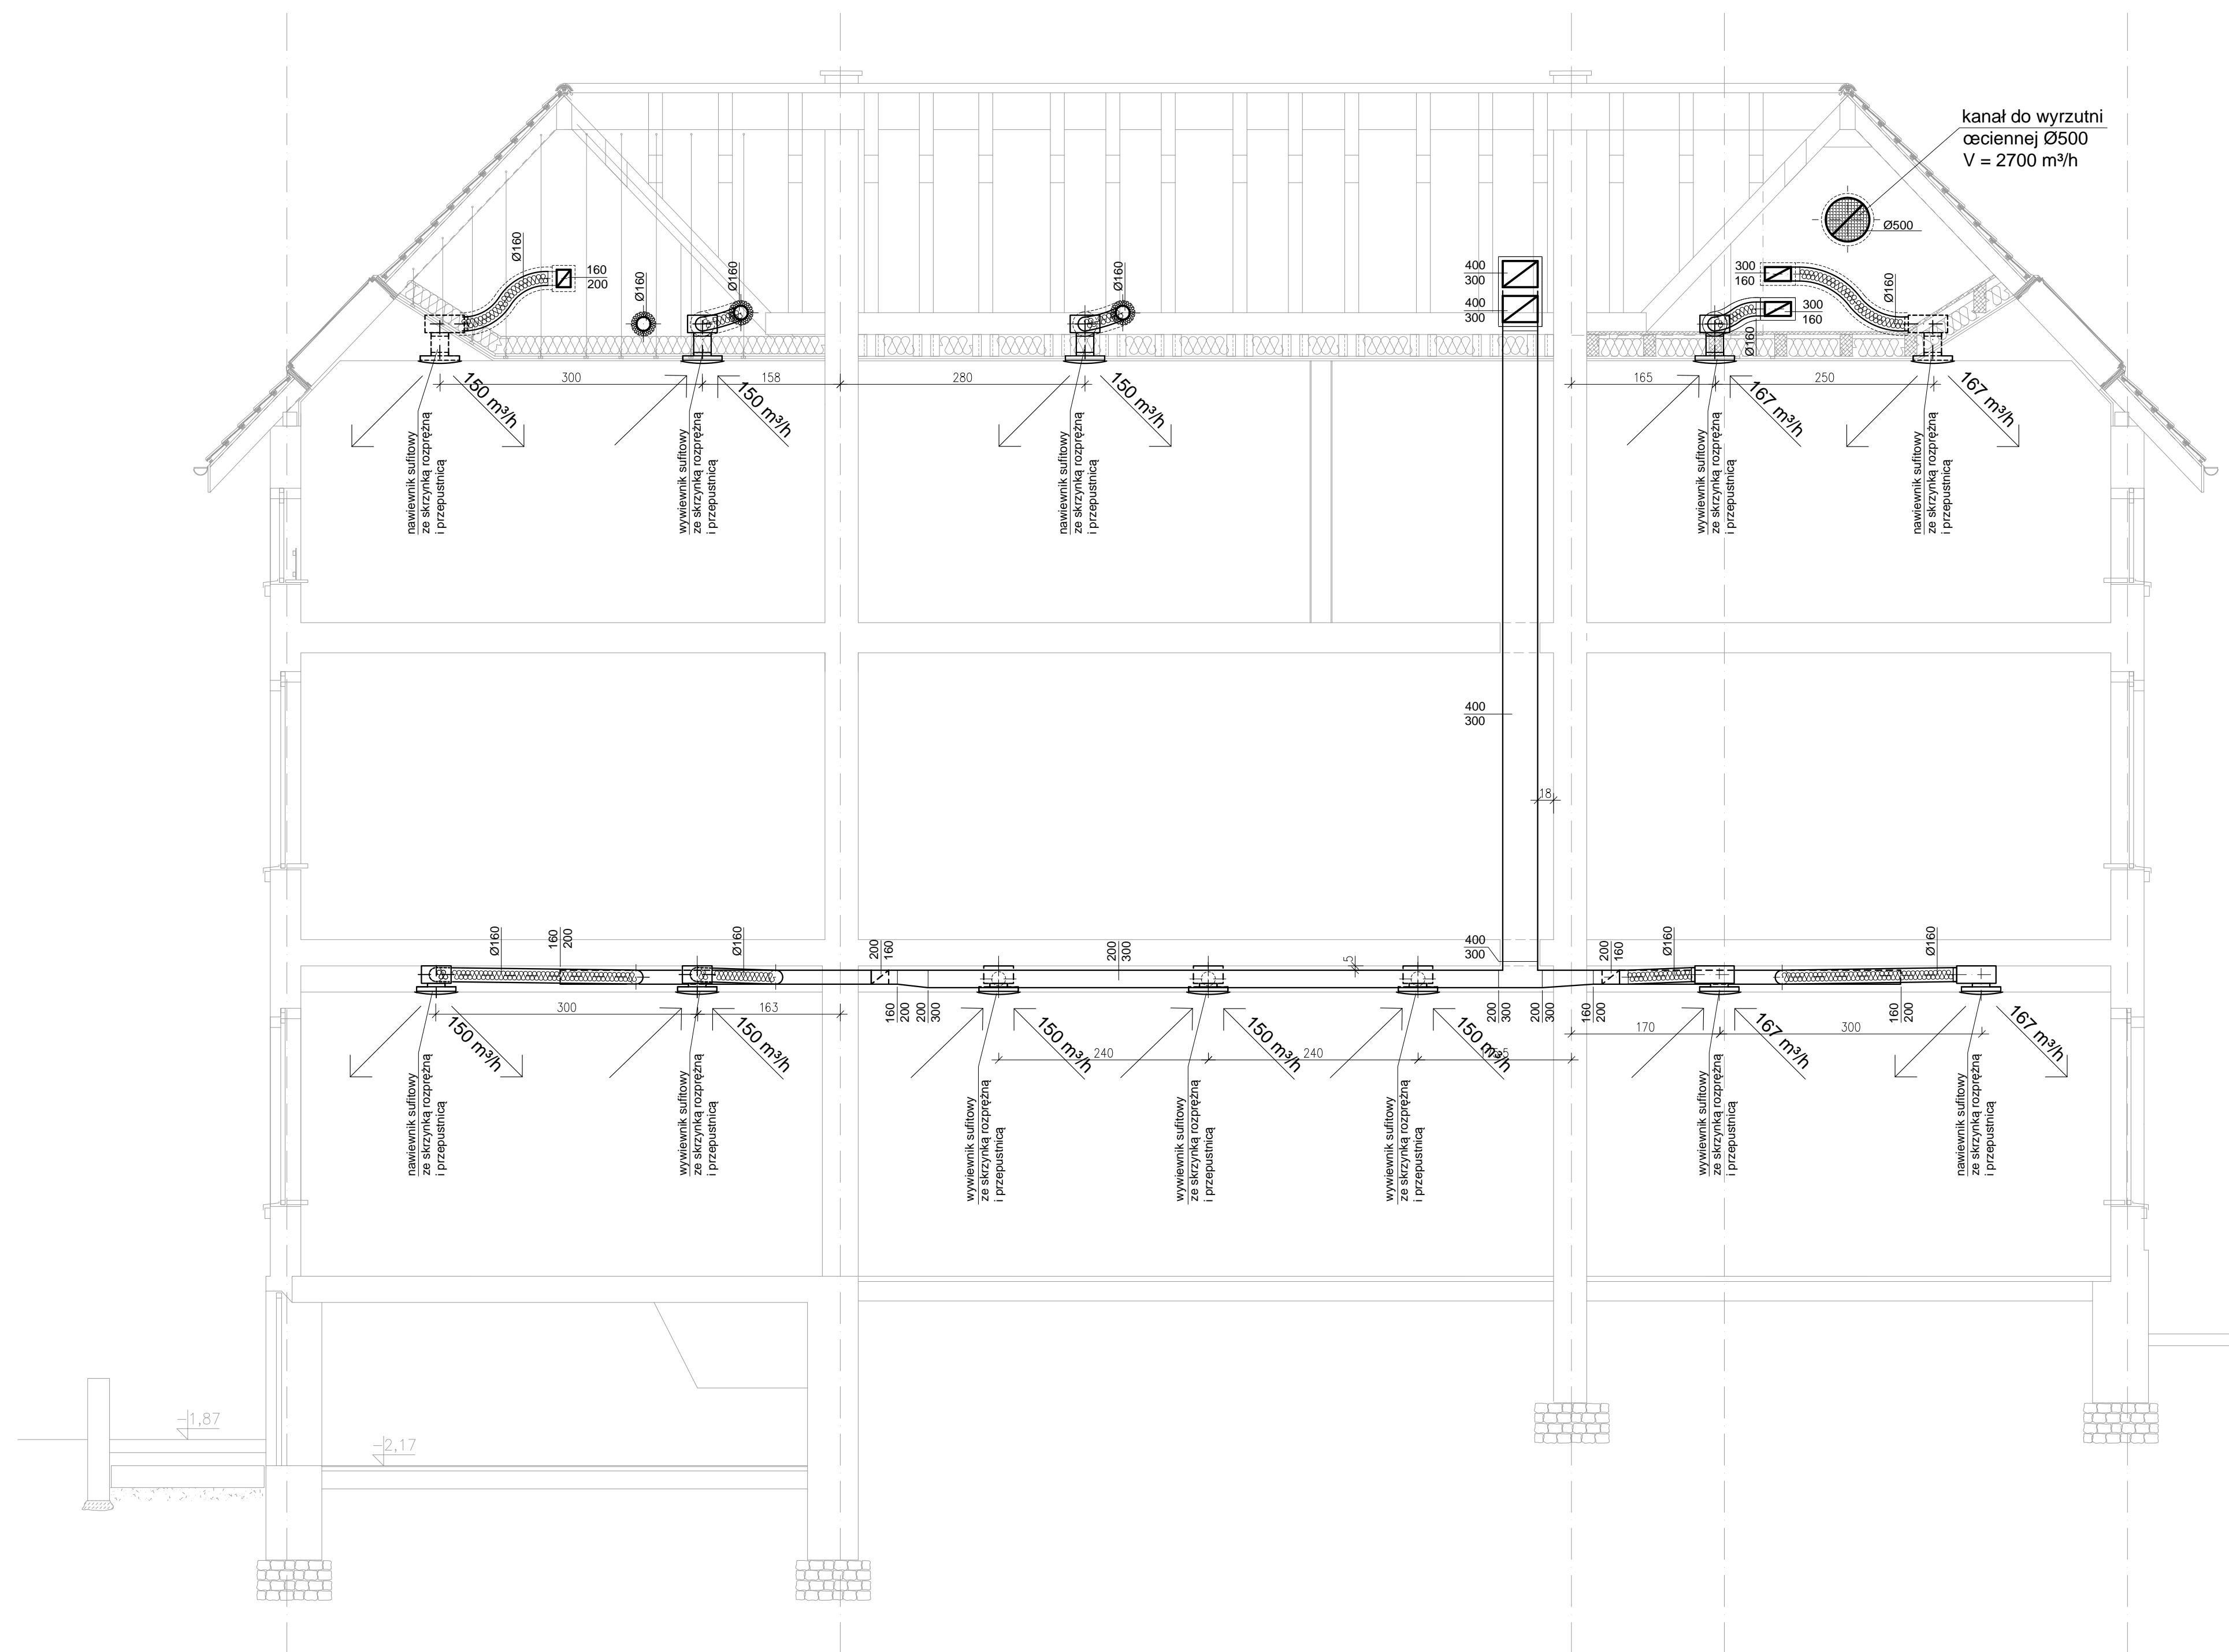 kanał do wyrzutni
œciennej Ø500
V = 2700 m³/h
Ø500
Ø160
160
200
Ø160
Ø160
Ø160
400
300
400
300
300
160
Ø160
300
160
Ø160
300
158
280
165
250
150 m³/h
150 m³/h
150 m³/h
167 m³/h
167 m³/h
nawiewnik sufitowy
ze skrzynką rozprężną
i przepustnicą
wywiewnik sufitowy
ze skrzynką rozprężną
i przepustnicą
nawiewnik sufitowy
ze skrzynką rozprężną
i przepustnicą
wywiewnik sufitowy
ze skrzynką rozprężną
i przepustnicą
nawiewnik sufitowy
ze skrzynką rozprężną
i przepustnicą
400
300
18
Ø160
160
200
Ø160
200
160
200
300
5
400
300
200
160
Ø160
Ø160
160
200
200
300
200
300
200
300
160
200
160
200
300
163
170
300
240
240
150 m³/h
150 m³/h
150 m³/h
150 m³/h
150 m³/h
167 m³/h
167 m³/h
nawiewnik sufitowy
ze skrzynką rozprężną
i przepustnicą
wywiewnik sufitowy
ze skrzynką rozprężną
i przepustnicą
wywiewnik sufitowy
ze skrzynką rozprężną
i przepustnicą
wywiewnik sufitowy
ze skrzynką rozprężną
i przepustnicą
wywiewnik sufitowy
ze skrzynką rozprężną
i przepustnicą
wywiewnik sufitowy
ze skrzynką rozprężną
i przepustnicą
nawiewnik sufitowy
ze skrzynką rozprężną
i przepustnicą
-1,87
-2,17